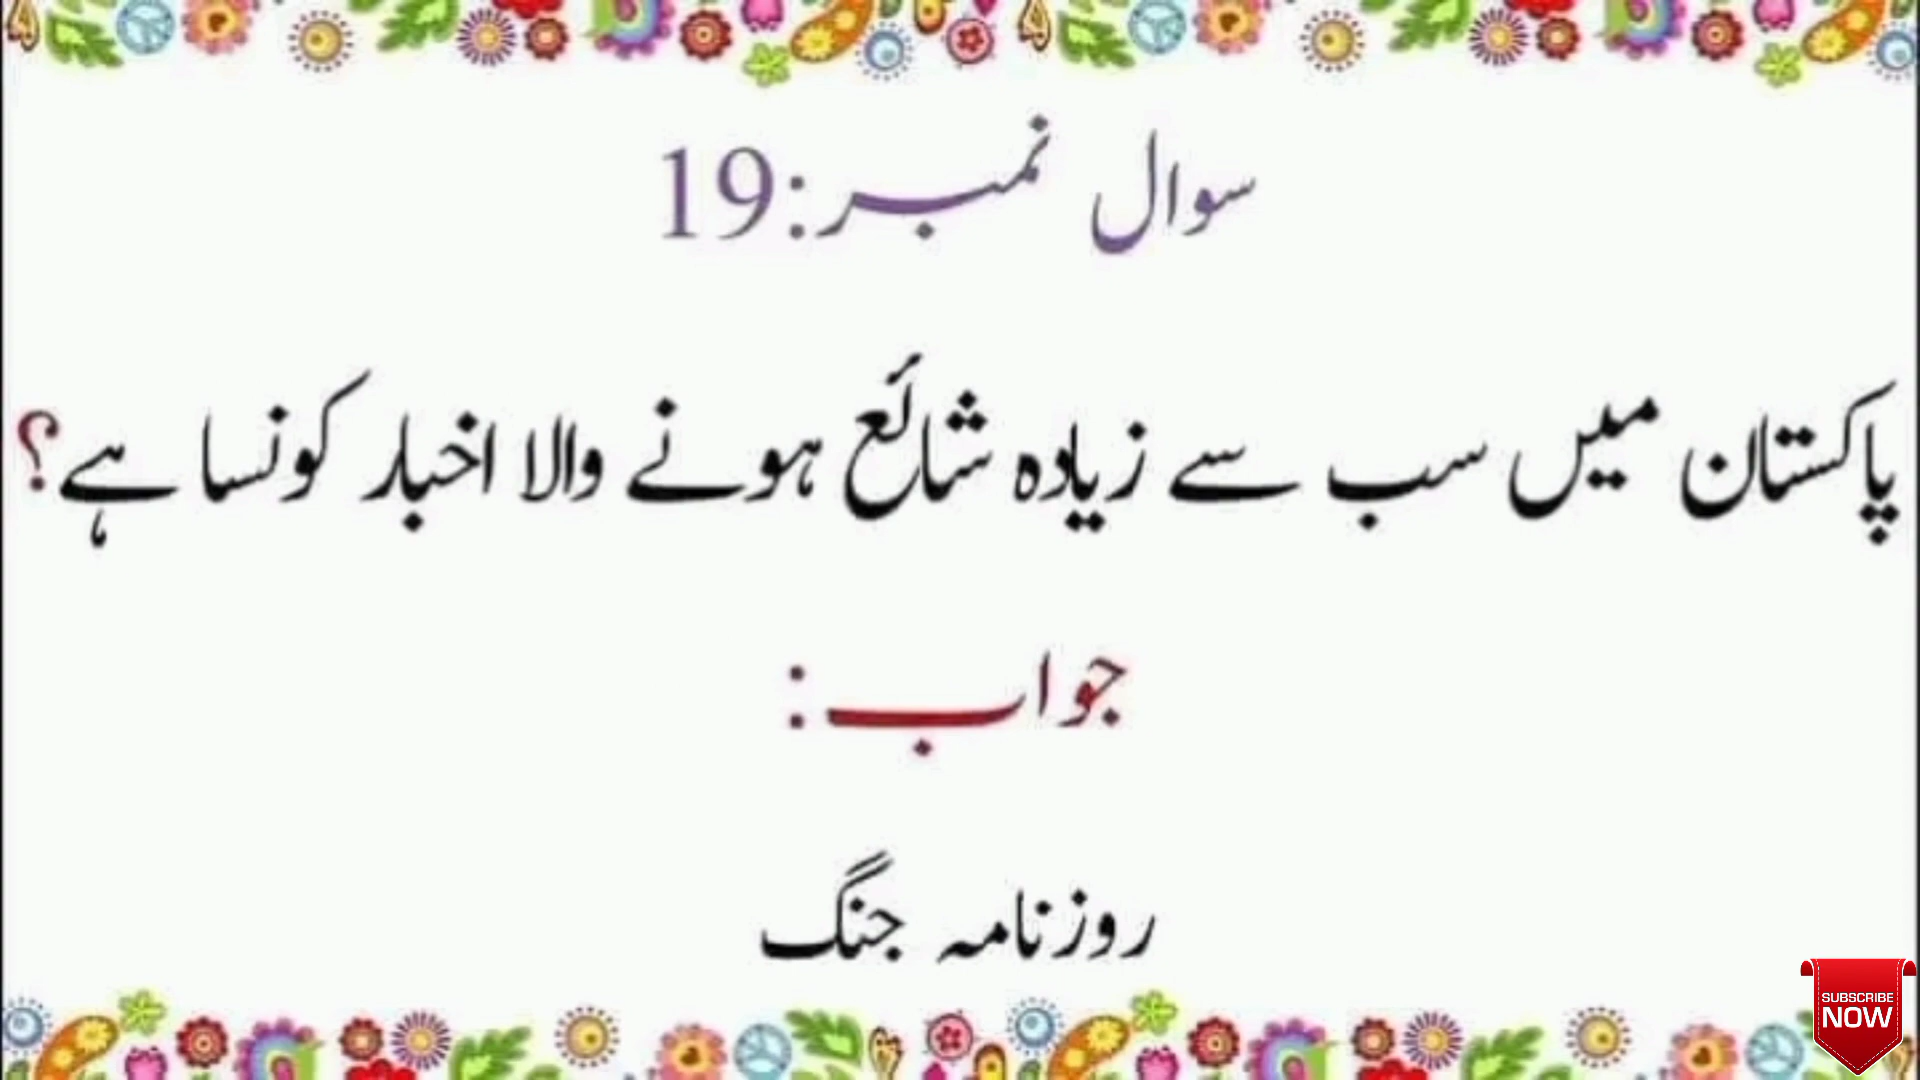 سوال نمبر:19
پاکستان میں سب سے زیادہ شائع ہونے والا اخبار کونسا ہے؟
جواب:
روزنامہ جنگ
SUBSCRIBE
NOW